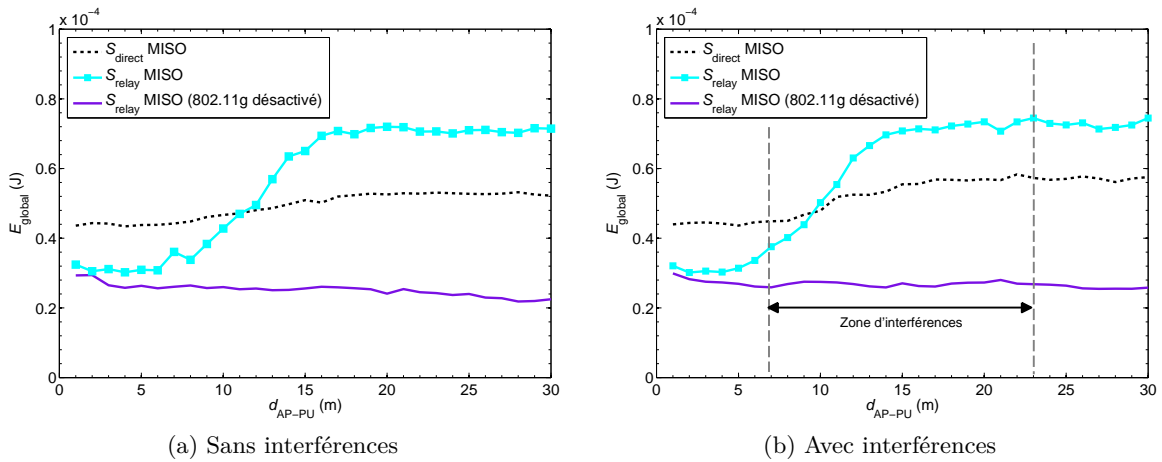 x 10⁻⁴
1
0.8
0.6
0.4
0.2
0
E_global (J)
S_direct MISO
S_relay MISO
S_relay MISO (802.11g désactivé)
0 5 10 15 20 25 30
d_AP−PU (m)
(a) Sans interférences
x 10⁻⁴
1
0.8
0.6
0.4
0.2
0
E_global (J)
S_direct MISO
S_relay MISO
S_relay MISO (802.11g désactivé)
Zone d'interférences
0 5 10 15 20 25 30
d_AP−PU (m)
(b) Avec interférences